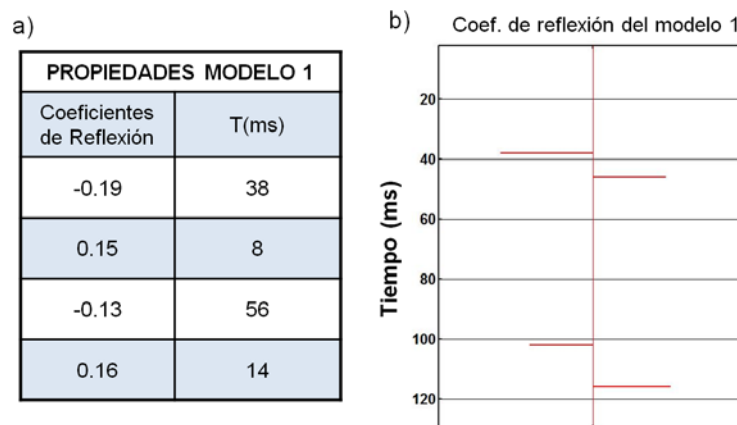 a)
PROPIEDADES MODELO 1
Coeficientes de Reflexión
T(ms)
-0.19
38
0.15
8
-0.13
56
0.16
14
b)
Coef. de reflexión del modelo 1
Tiempo (ms)
20
40
60
80
100
120